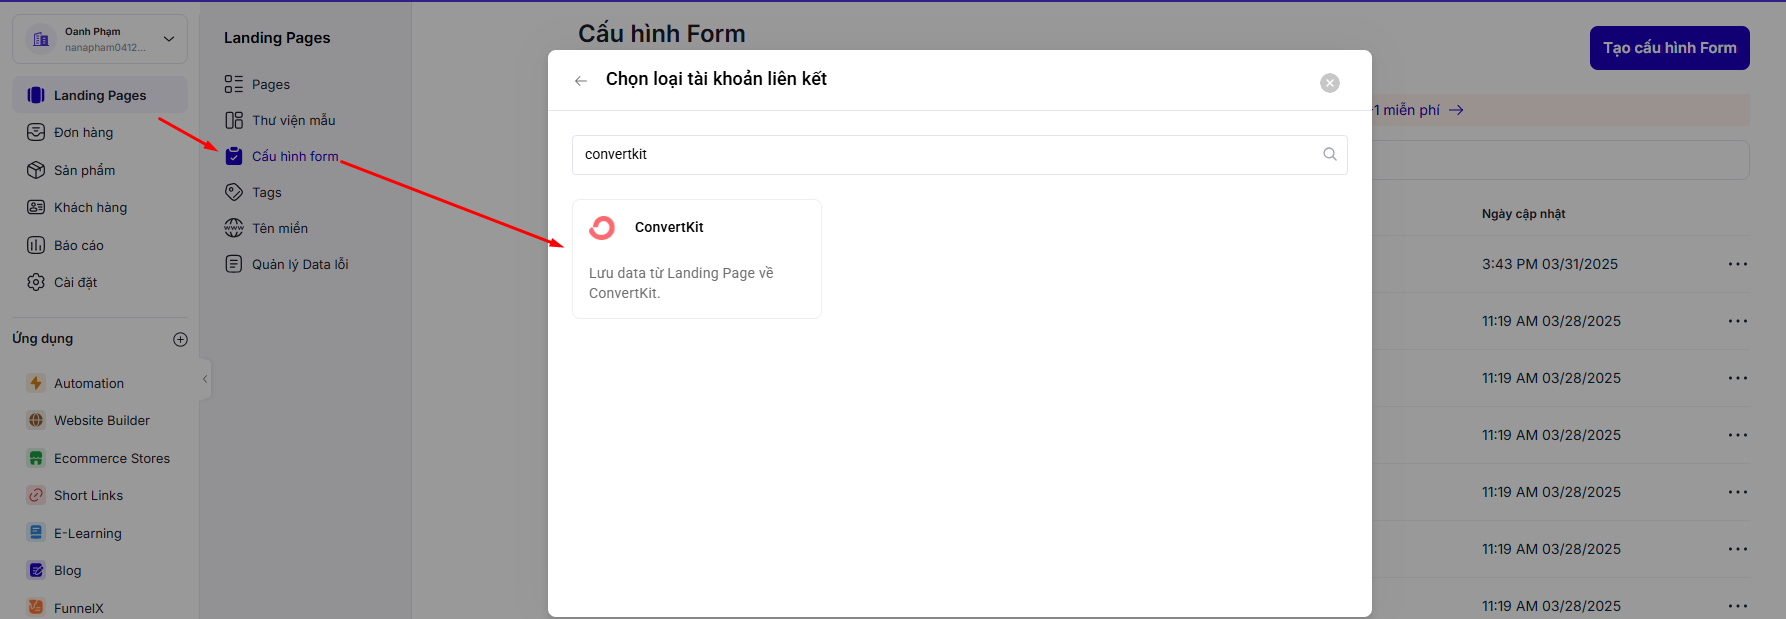 Oanh Phạm
nanapham0412...
Landing Pages
Đơn hàng
Sản phẩm
Khách hàng
Báo cáo
Cài đặt
Ứng dụng
Automation
Website Builder
Ecommerce Stores
Short Links
E-Learning
Blog
FunnelX
Landing Pages
Pages
Thư viện mẫu
Cấu hình form
Tags
Tên miền
Quản lý Data lỗi
Cấu hình Form
Tạo cấu hình Form
Chọn loại tài khoản liên kết
convertkit
ConvertKit
Lưu data từ Landing Page về
ConvertKit.
1 miễn phí
Ngày cập nhật
3:43 PM 03/31/2025
11:19 AM 03/28/2025
11:19 AM 03/28/2025
11:19 AM 03/28/2025
11:19 AM 03/28/2025
11:19 AM 03/28/2025
11:19 AM 03/28/2025